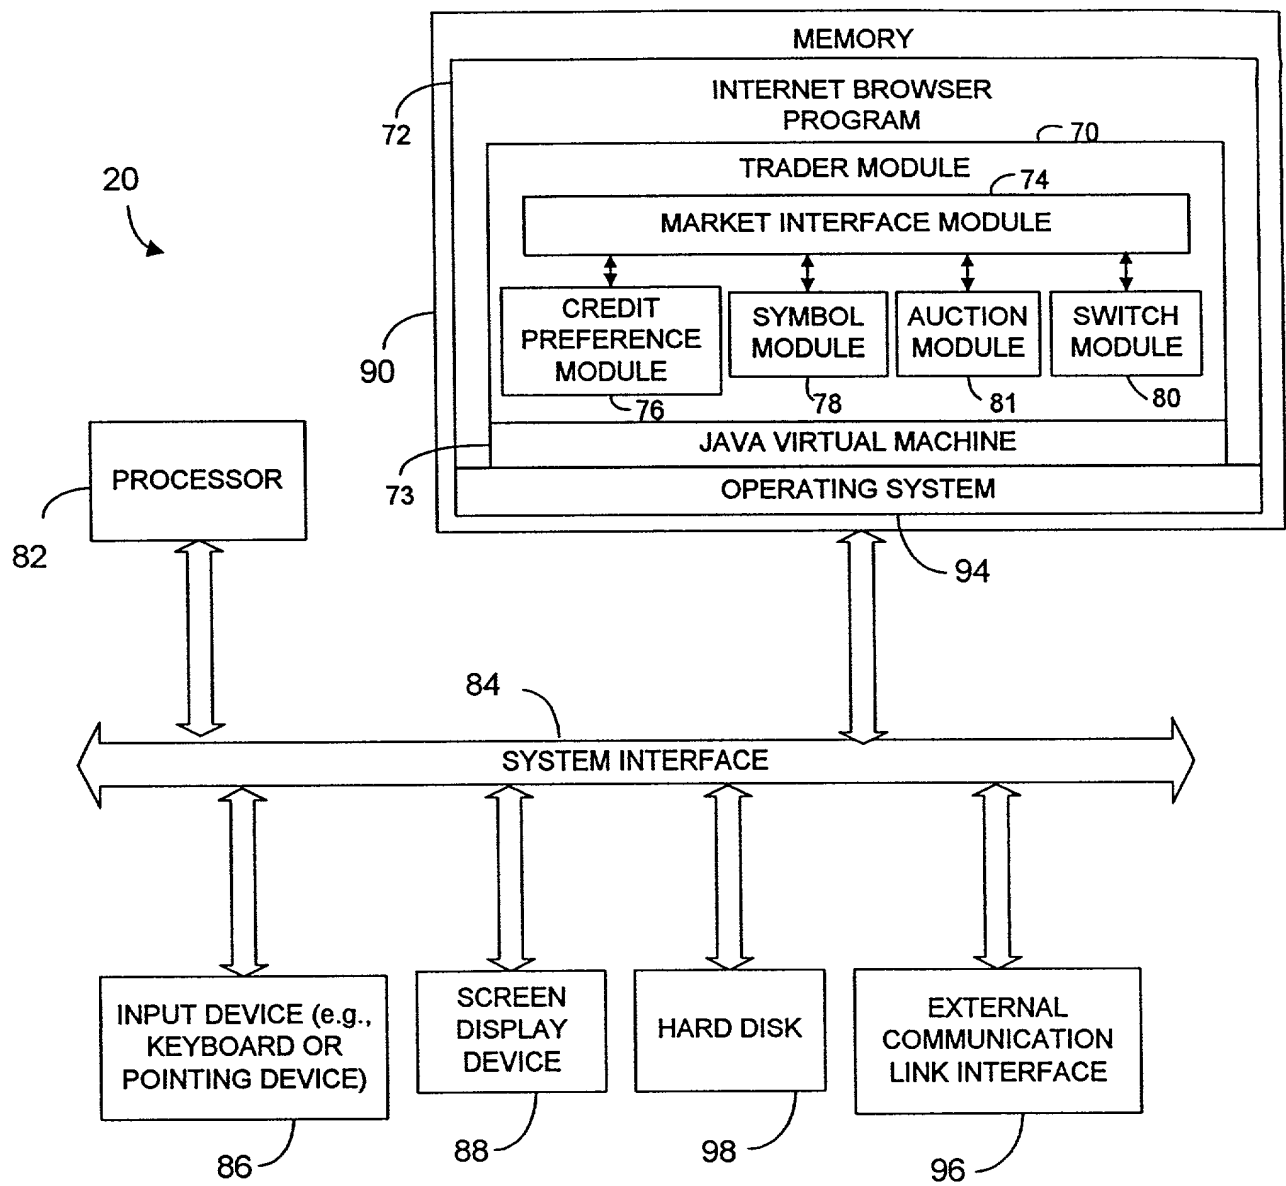 MEMORY
72
INTERNET BROWSER
PROGRAM
70
TRADER MODULE
20
74
MARKET INTERFACE MODULE
90
CREDIT
PREFERENCE
MODULE
SYMBOL
MODULE
AUCTION
MODULE
SWITCH
MODULE
76
78
81
80
JAVA VIRTUAL MACHINE
73
OPERATING SYSTEM
PROCESSOR
82
94
84
SYSTEM INTERFACE
INPUT DEVICE (e.g.,
KEYBOARD OR
POINTING DEVICE)
SCREEN
DISPLAY
DEVICE
HARD DISK
EXTERNAL
COMMUNICATION
LINK INTERFACE
86
88
98
96